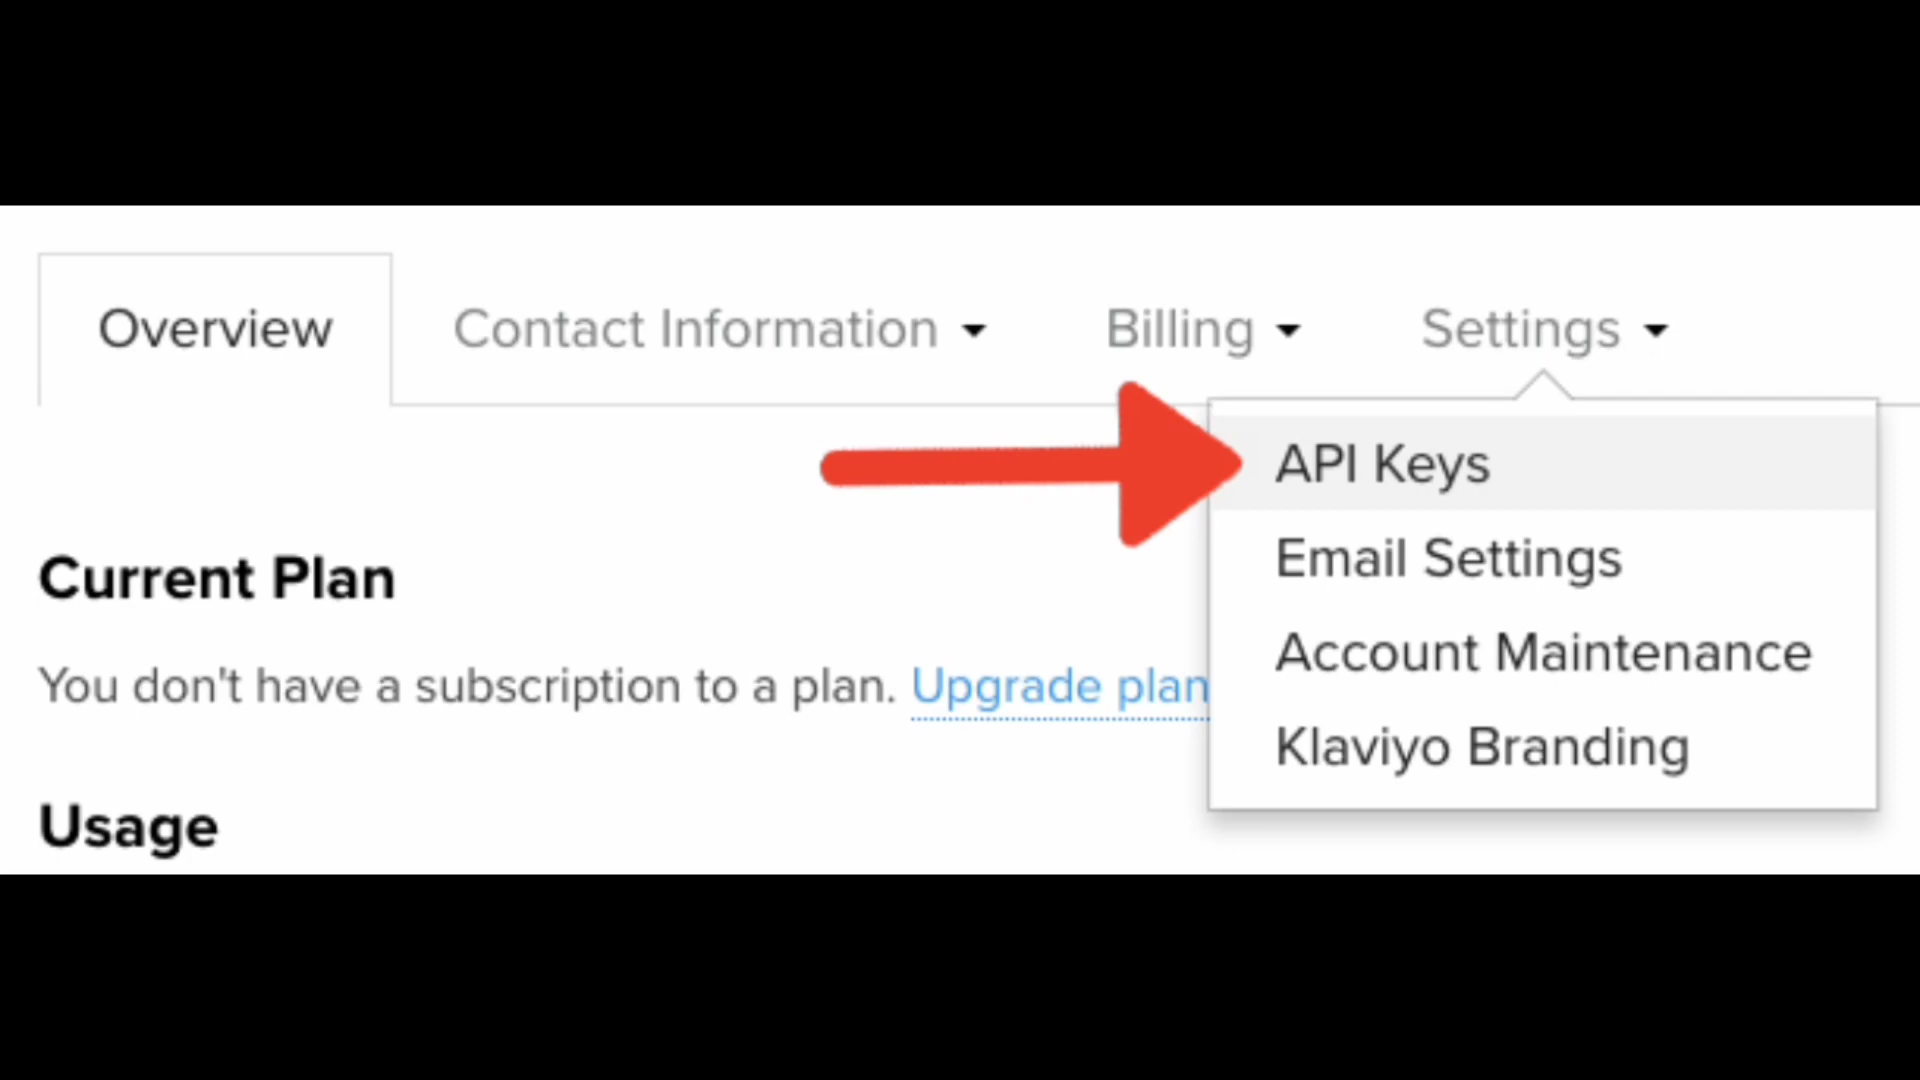 Overview Contact Information Billing Settings
API Keys
Email Settings
Account Maintenance
Klaviyo Branding
Current Plan
You don't have a subscription to a plan. Upgrade plan
Usage